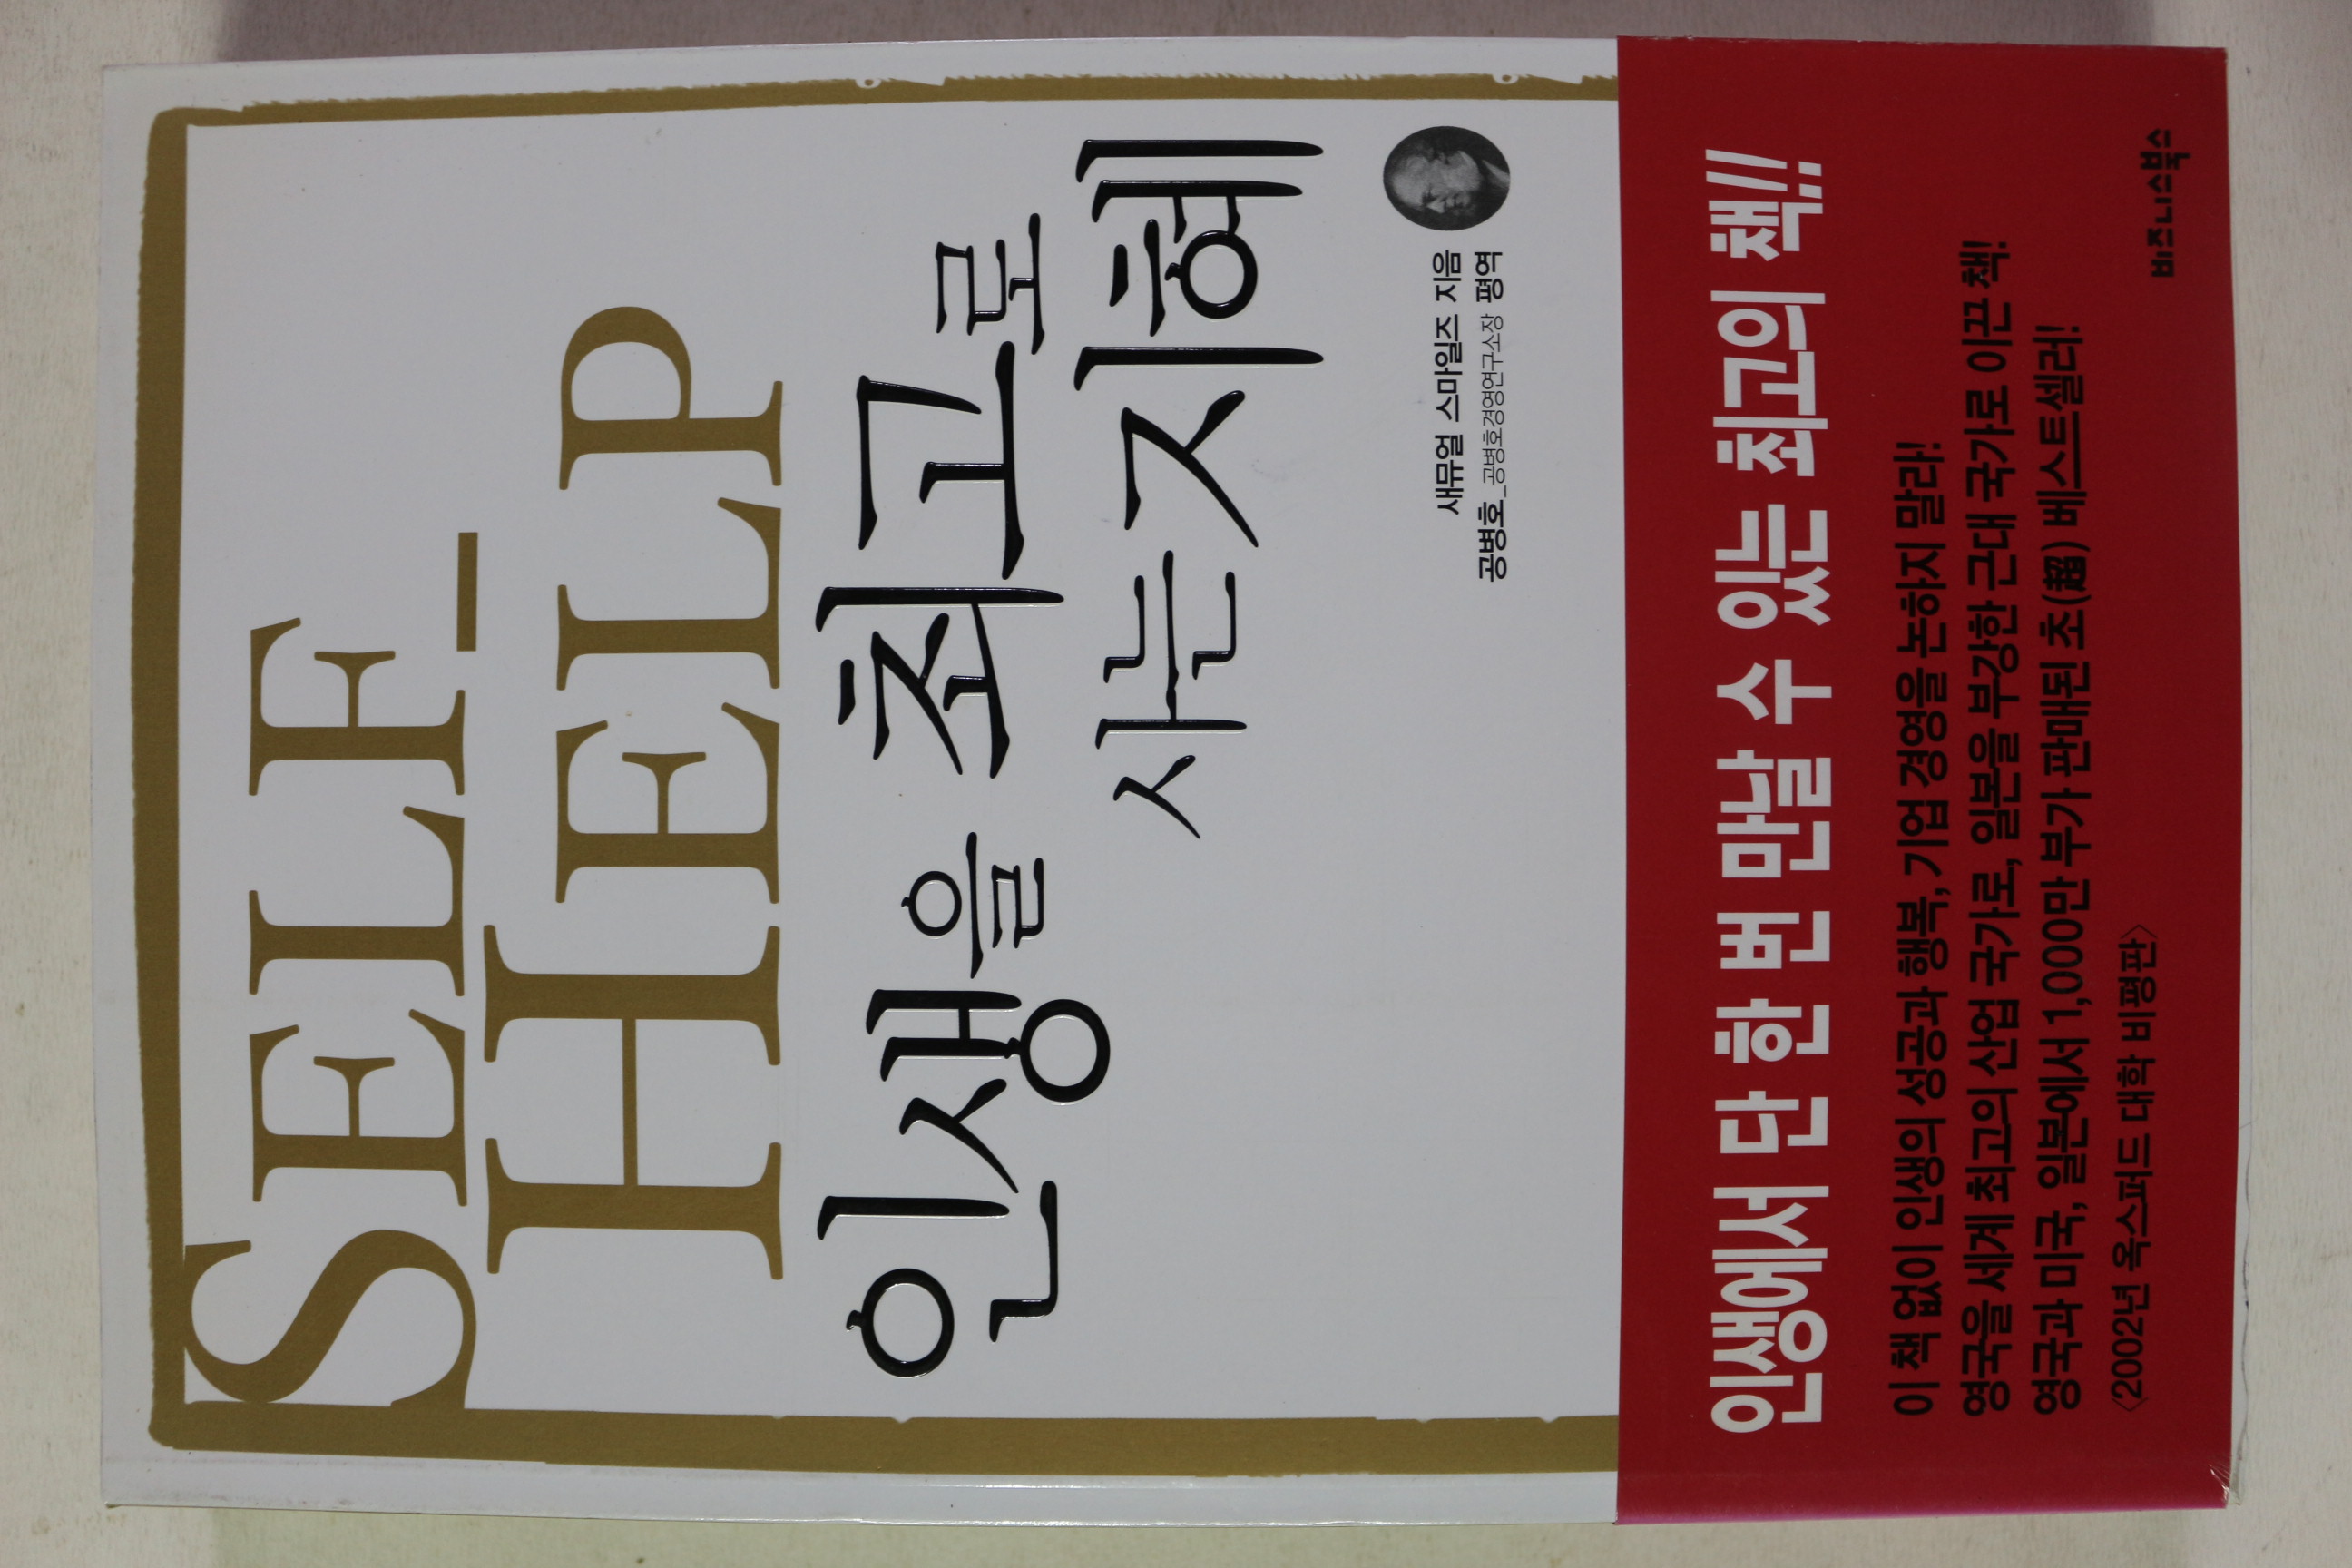 SELF_
HELP
인생을 최고로
사는 지혜
새뮤얼 스마일즈 지음
공병호_공병호경영연구소장 평역
인생에서 단 한 번 만날 수 있는 최고의 책!!
이 책 없이 인생의 성공과 행복, 기업 경영을 논하지 말라!
영국을 세계 최고의 산업 국가로, 일본을 부강한 근대 국가로 이끈 책!
영국과 미국, 일본에서 1,000만 부가 판매된 초(超) 베스트셀러!
〈2002년 옥스퍼드 대학 비평판〉
비즈니스북스